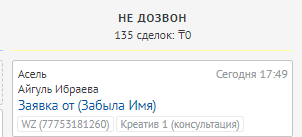 НЕ ДОЗВОН
135 сделок: ₸0
Асель Сегодня 17:49
Айгуль Ибраева
Заявка от (Забыла Имя)
WZ (77753181260) Креатив 1 (консультация)